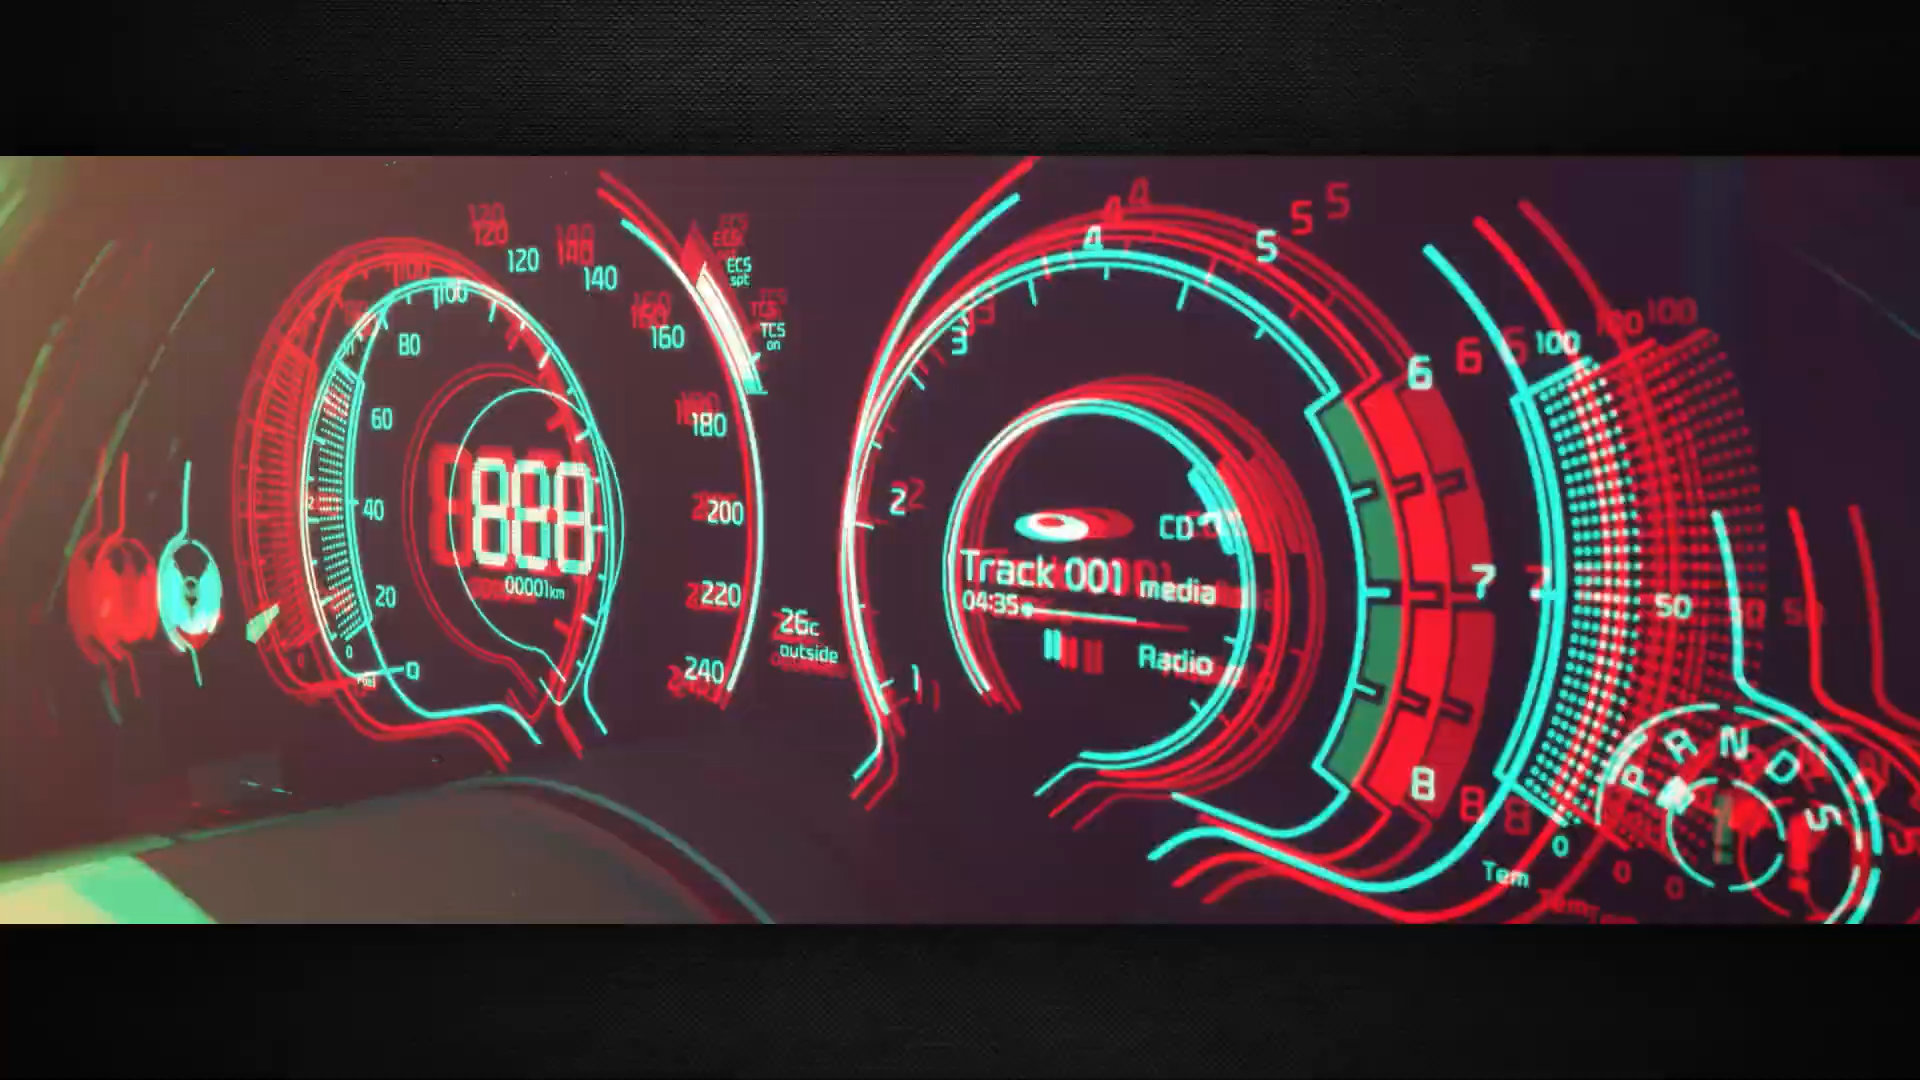 120
140
100
80
160
60
180
40
200
20
220
0
240
0
888
00001km
ECS
spt
TCS
on
26c
outside
1
2
3
4
5
6
7
8
CD
Track 001 media
04:35
Radio
100
50
0
Tem
P R N D S